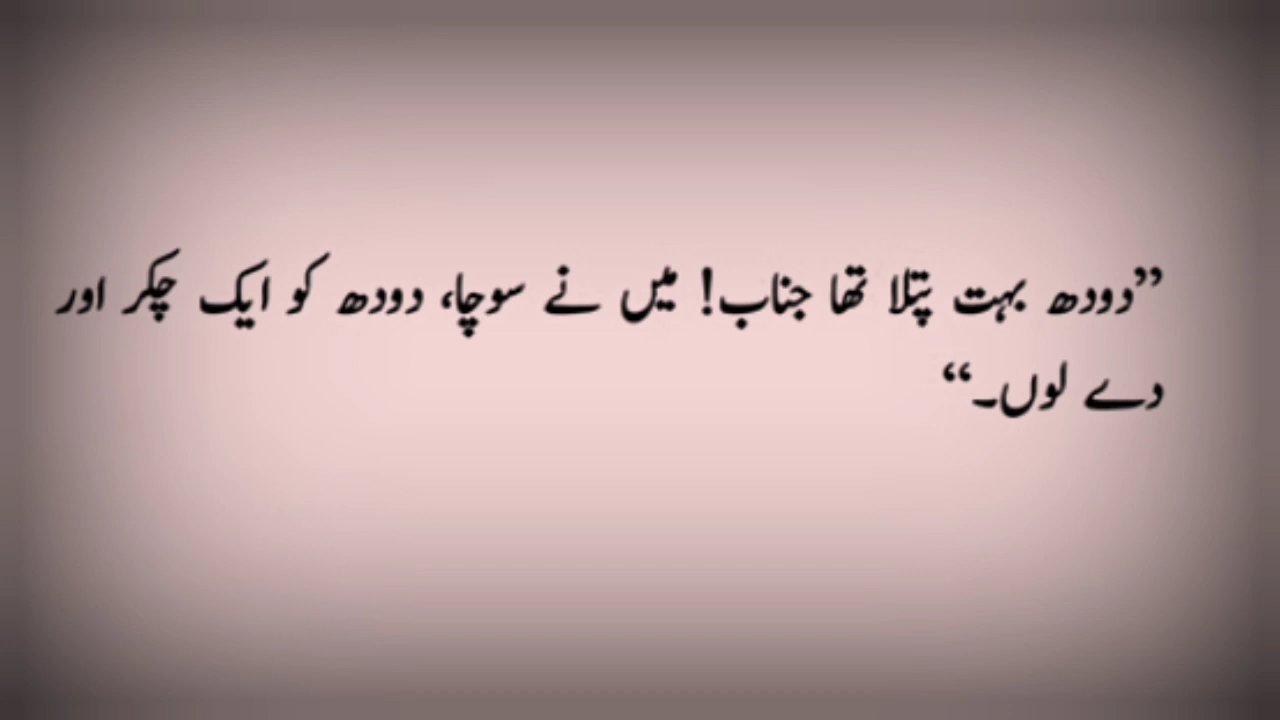 ”دودھ بہت پتلا تھا جناب! میں نے سوچا، دودھ کو ایک چکر اور
دے لوں۔“